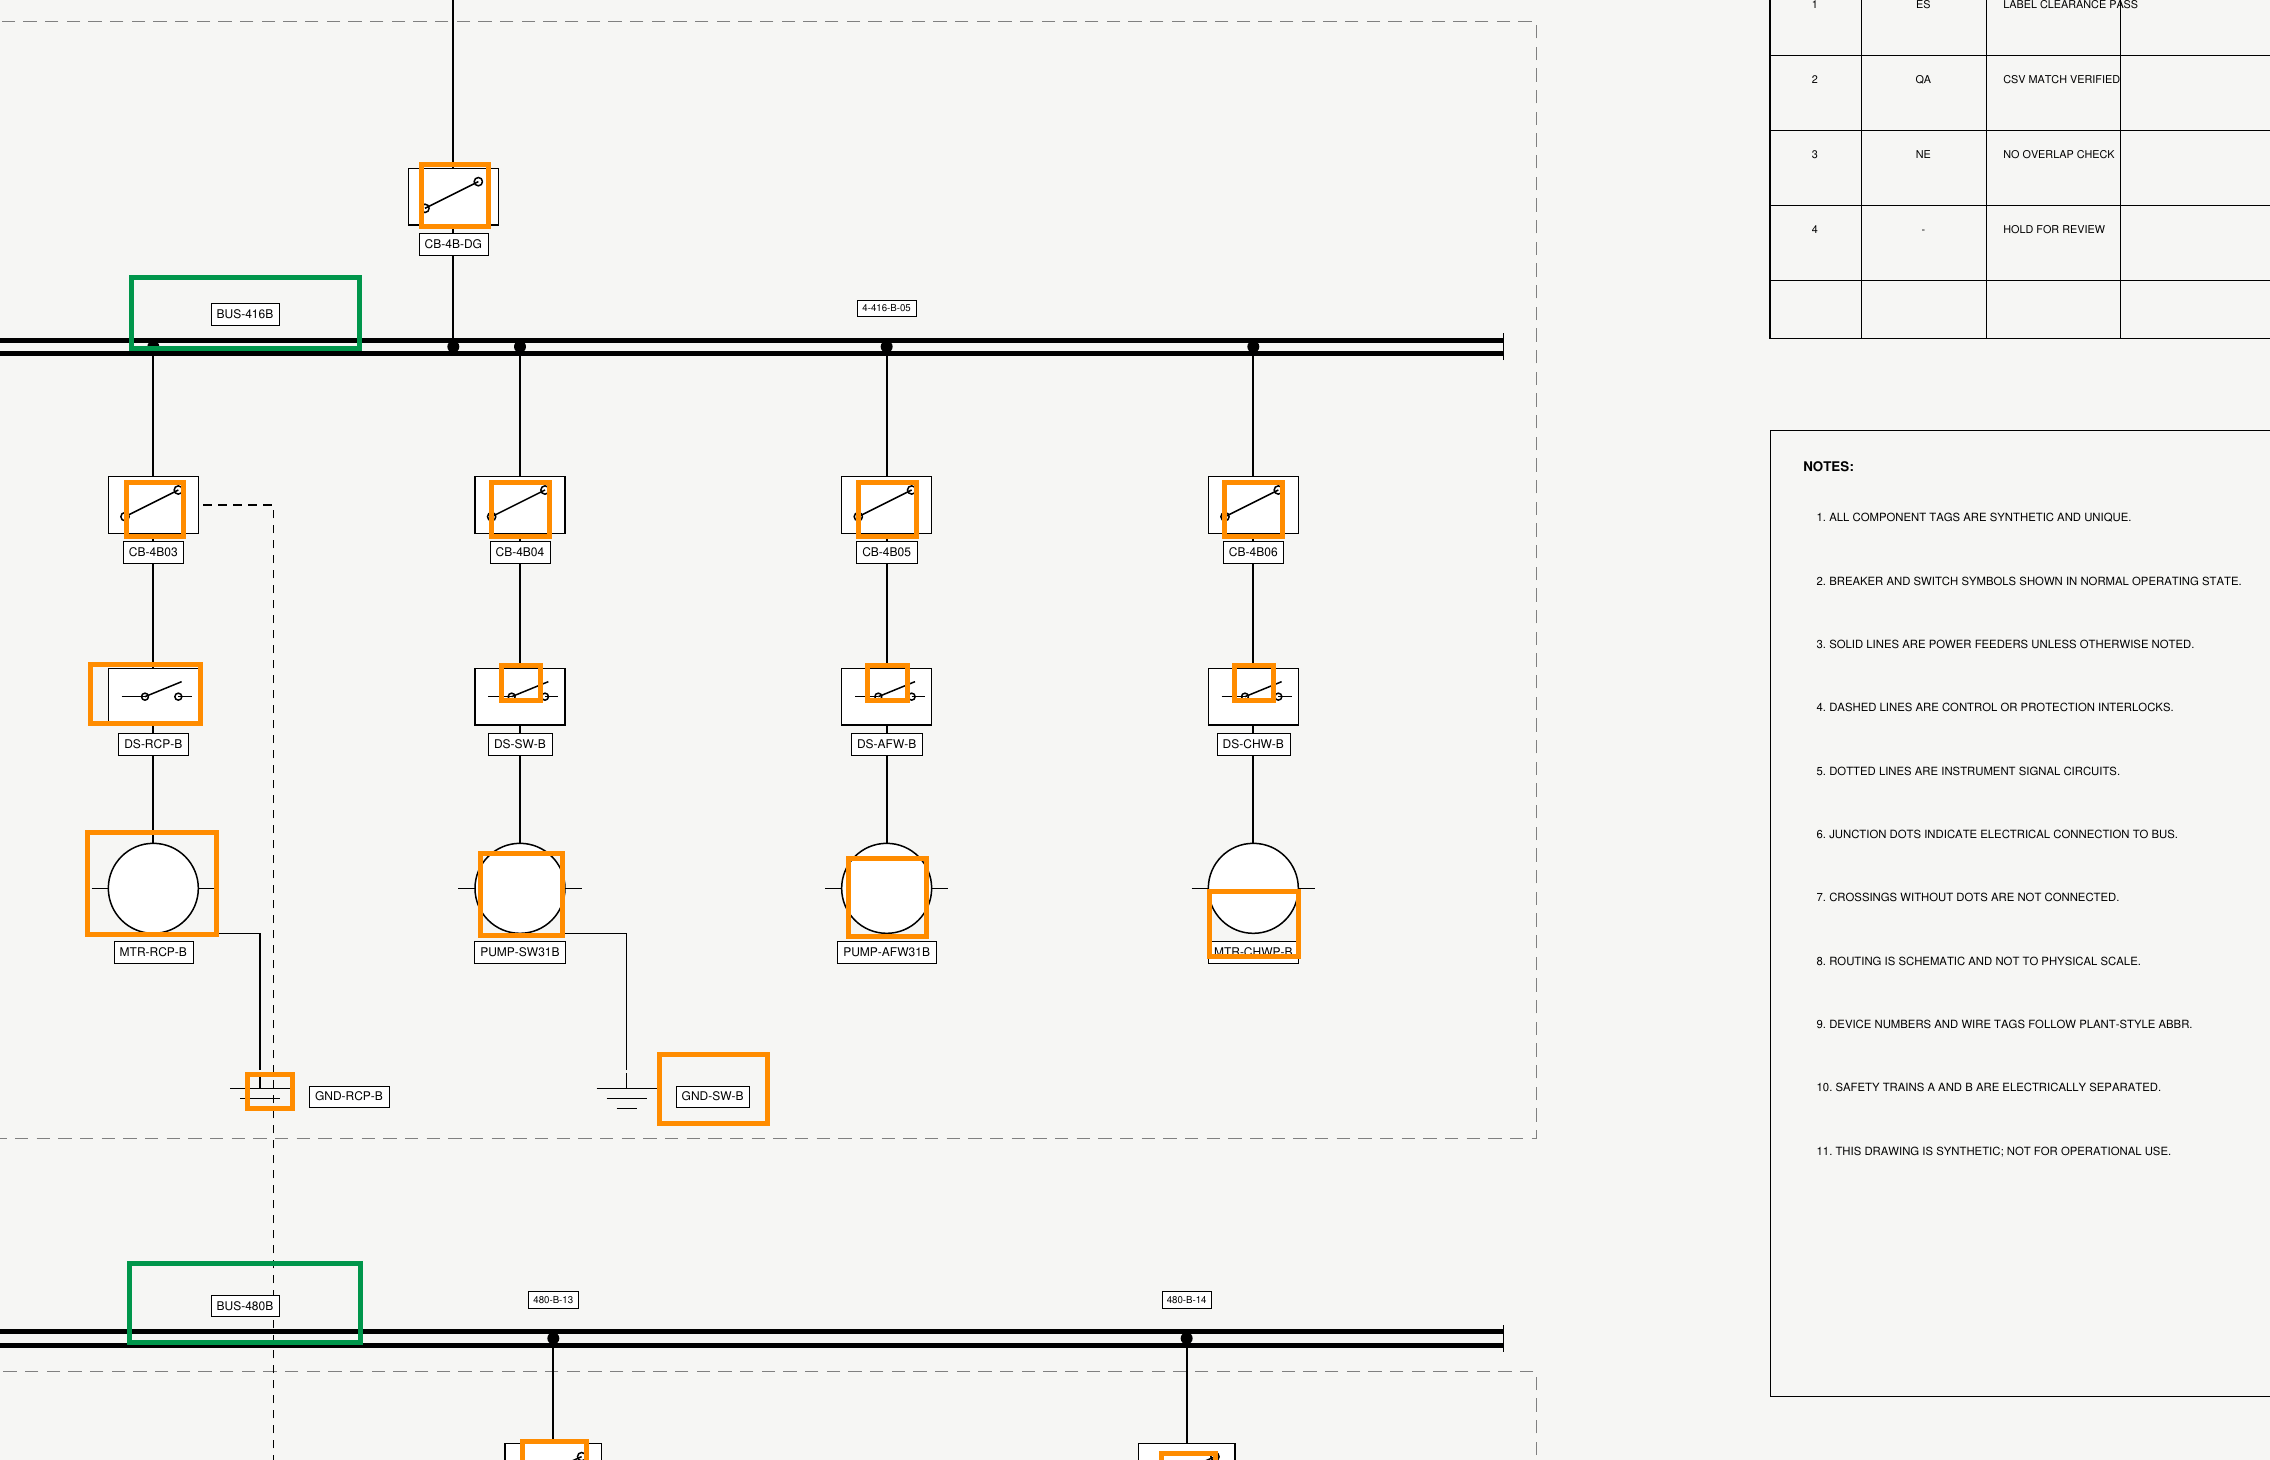 1 ES LABEL CLEARANCE PASS
2 QA CSV MATCH VERIFIED
3 NE NO OVERLAP CHECK
4 - HOLD FOR REVIEW
CB-4B-DG
BUS-416B
4-416-B-05
CB-4B03
CB-4B04
CB-4B05
CB-4B06
DS-RCP-B
DS-SW-B
DS-AFW-B
DS-CHW-B
MTR-RCP-B
PUMP-SW31B
PUMP-AFW31B
MTR-CHWP-B
GND-RCP-B
GND-SW-B
BUS-480B
480-B-13
480-B-14
NOTES:
1. ALL COMPONENT TAGS ARE SYNTHETIC AND UNIQUE.
2. BREAKER AND SWITCH SYMBOLS SHOWN IN NORMAL OPERATING STATE.
3. SOLID LINES ARE POWER FEEDERS UNLESS OTHERWISE NOTED.
4. DASHED LINES ARE CONTROL OR PROTECTION INTERLOCKS.
5. DOTTED LINES ARE INSTRUMENT SIGNAL CIRCUITS.
6. JUNCTION DOTS INDICATE ELECTRICAL CONNECTION TO BUS.
7. CROSSINGS WITHOUT DOTS ARE NOT CONNECTED.
8. ROUTING IS SCHEMATIC AND NOT TO PHYSICAL SCALE.
9. DEVICE NUMBERS AND WIRE TAGS FOLLOW PLANT-STYLE ABBR.
10. SAFETY TRAINS A AND B ARE ELECTRICALLY SEPARATED.
11. THIS DRAWING IS SYNTHETIC; NOT FOR OPERATIONAL USE.